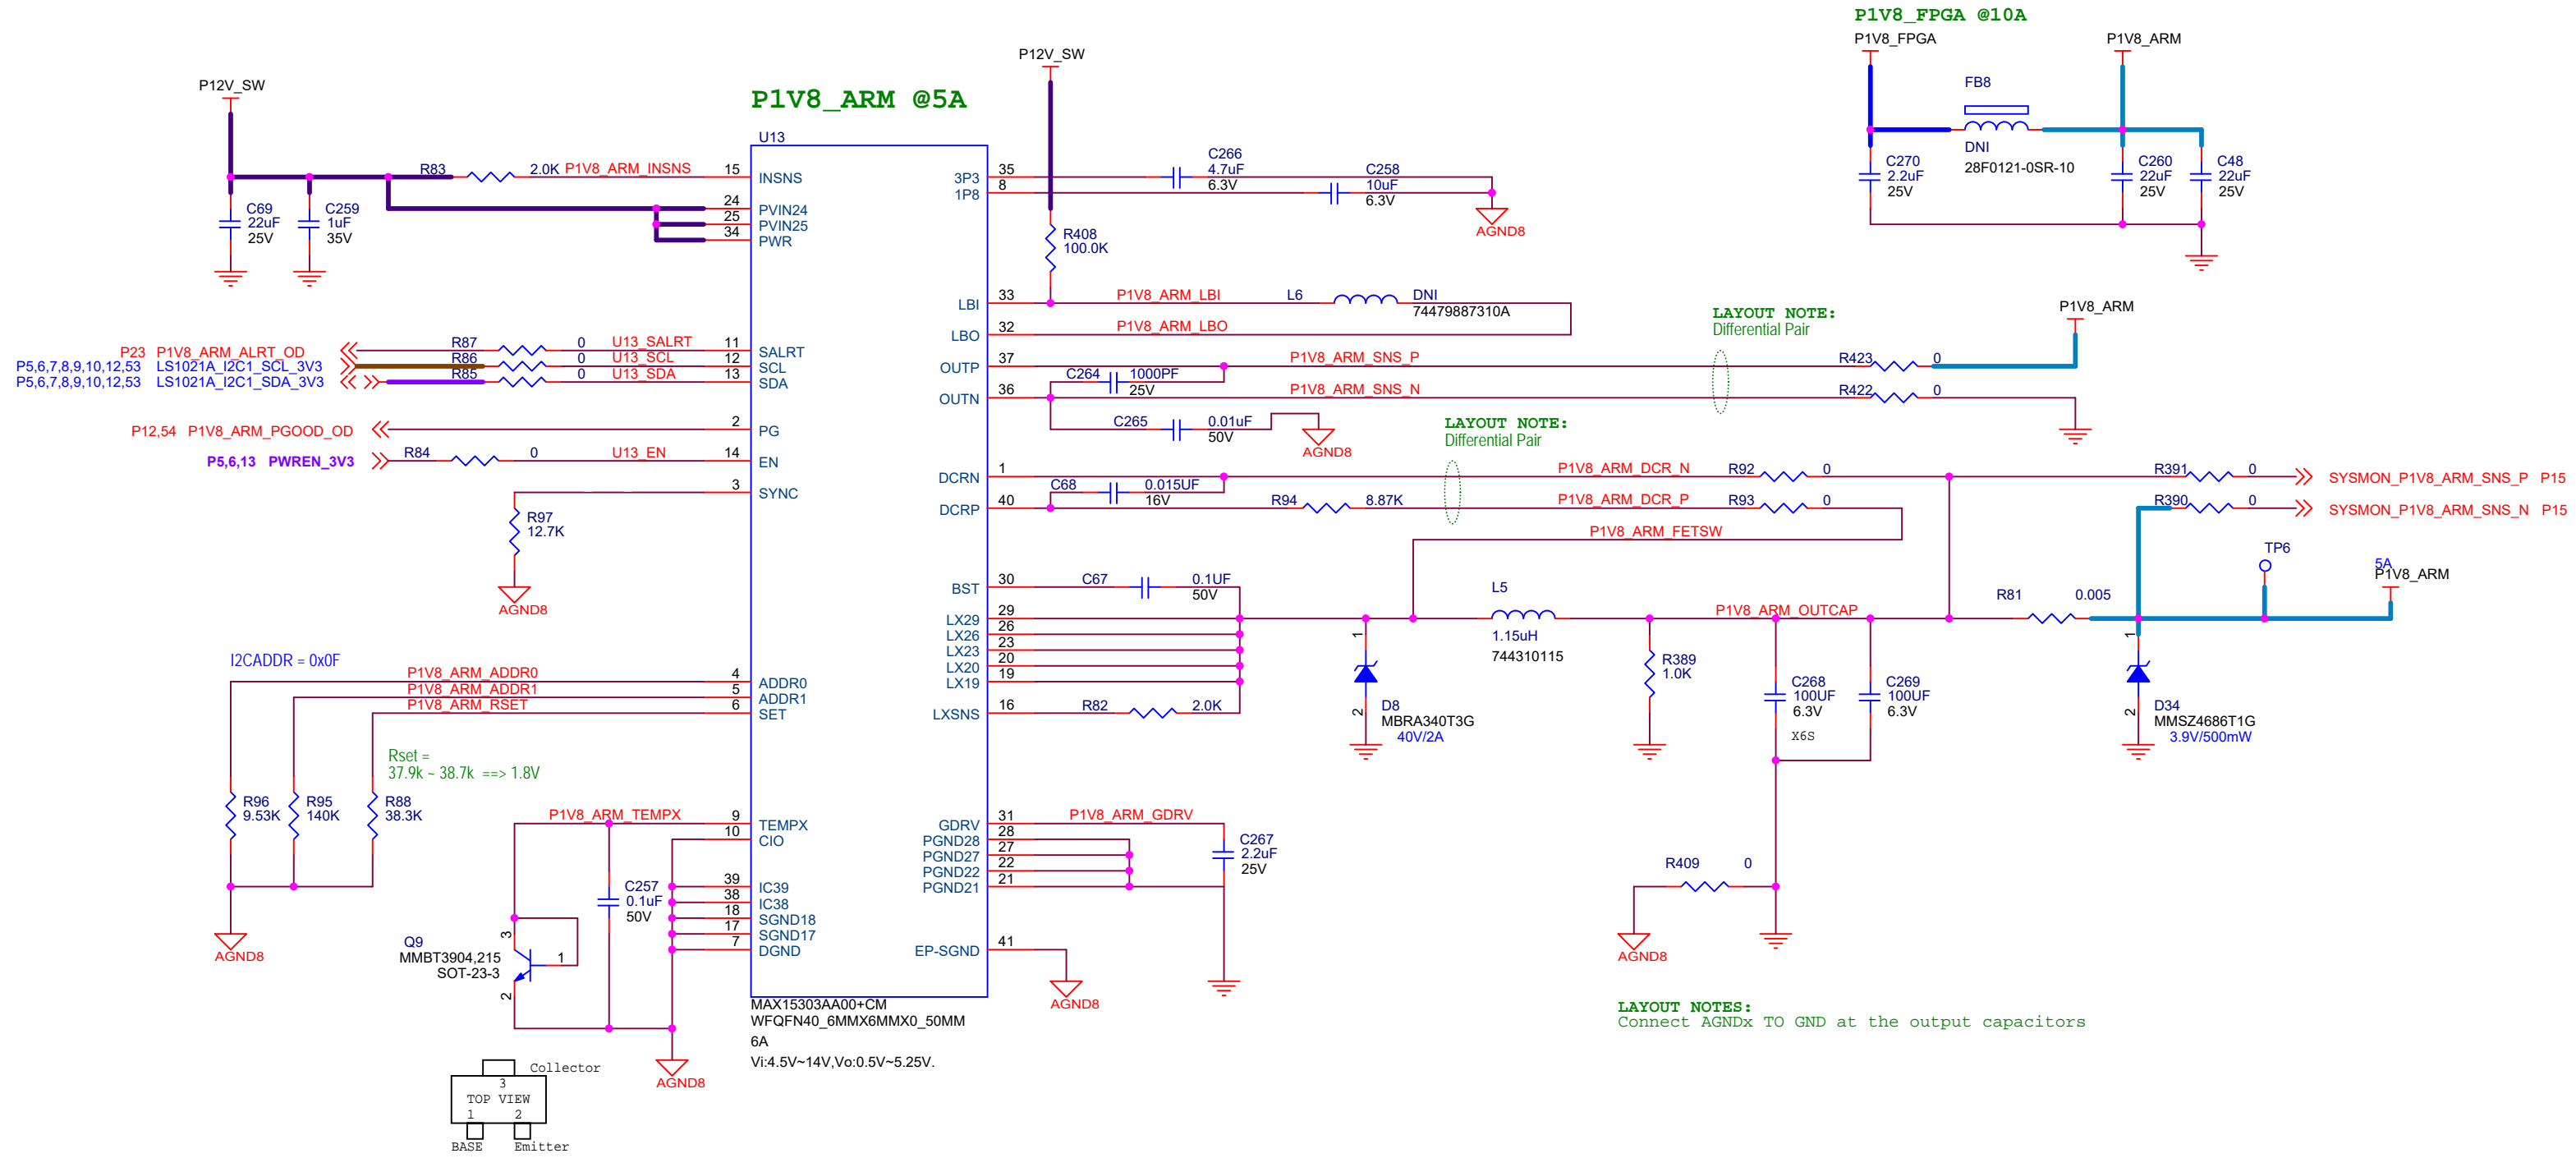 P1V8_FPGA @10A
P1V8_FPGA
P1V8_ARM
FB8
DNI
28F0121-0SR-10
C270
2.2uF
25V
C260
22uF
25V
C48
22uF
25V
P12V_SW
P12V_SW
P1V8_ARM @5A
U13
R83
2.0K
P1V8_ARM_INSNS
15
INSNS
24
PVIN24
25
PVIN25
34
PWR
C69
22uF
25V
C259
1uF
35V
P23 P1V8_ARM_ALRT_OD
R87
0
U13_SALRT
11
SALRT
P5,6,7,8,9,10,12,53 LS1021A_I2C1_SCL_3V3
R86
0
U13_SCL
12
SCL
P5,6,7,8,9,10,12,53 LS1021A_I2C1_SDA_3V3
R85
0
U13_SDA
13
SDA
P12,54 P1V8_ARM_PGOOD_OD
2
PG
P5,6,13 PWREN_3V3
R84
0
U13_EN
14
EN
3
SYNC
R97
12.7K
AGND8
I2CADDR = 0x0F
P1V8_ARM_ADDR0
4
ADDR0
P1V8_ARM_ADDR1
5
ADDR1
P1V8_ARM_RSET
6
SET
Rset =
37.9k ~ 38.7k ==> 1.8V
R96
9.53K
R95
140K
R88
38.3K
AGND8
P1V8_ARM_TEMPX
9
TEMPX
10
CIO
C257
0.1uF
50V
39
IC39
38
IC38
18
SGND18
17
SGND17
7
DGND
Q9
MMBT3904,215
SOT-23-3
3
1
2
AGND8
Collector
3
TOP VIEW
1 2
BASE Emitter
MAX15303AA00+CM
WFQFN40_6MMX6MMX0_50MM
6A
Vi:4.5V~14V,Vo:0.5V~5.25V.
3P3
35
C266
4.7uF
6.3V
1P8
8
C258
10uF
6.3V
AGND8
R408
100.0K
LBI
33
P1V8_ARM_LBI
L6
DNI
74479887310A
LBO
32
P1V8_ARM_LBO
LAYOUT NOTE:
Differential Pair
P1V8_ARM
OUTP
37
P1V8_ARM_SNS_P
R423
0
C264
1000PF
25V
OUTN
36
P1V8_ARM_SNS_N
R422
0
C265
0.01uF
50V
AGND8
LAYOUT NOTE:
Differential Pair
DCRN
1
P1V8_ARM_DCR_N
R92
0
R391
0
SYSMON_P1V8_ARM_SNS_P P15
C68
0.015UF
16V
DCRP
40
R94
8.87K
P1V8_ARM_DCR_P
R93
0
R390
0
SYSMON_P1V8_ARM_SNS_N P15
P1V8_ARM_FETSW
TP6
5A
P1V8_ARM
BST
30
C67
0.1UF
50V
LX29
29
LX26
26
LX23
23
LX20
20
LX19
19
LXSNS
16
R82
2.0K
L5
1.15uH
744310115
P1V8_ARM_OUTCAP
R81
0.005
1
2
D8
MBRA340T3G
40V/2A
R389
1.0K
C268
100UF
6.3V
X6S
C269
100UF
6.3V
1
2
D34
MMSZ4686T1G
3.9V/500mW
GDRV
31
P1V8_ARM_GDRV
PGND28
28
PGND27
27
PGND22
22
PGND21
21
C267
2.2uF
25V
EP-SGND
41
AGND8
R409
0
AGND8
LAYOUT NOTES:
Connect AGNDx TO GND at the output capacitors